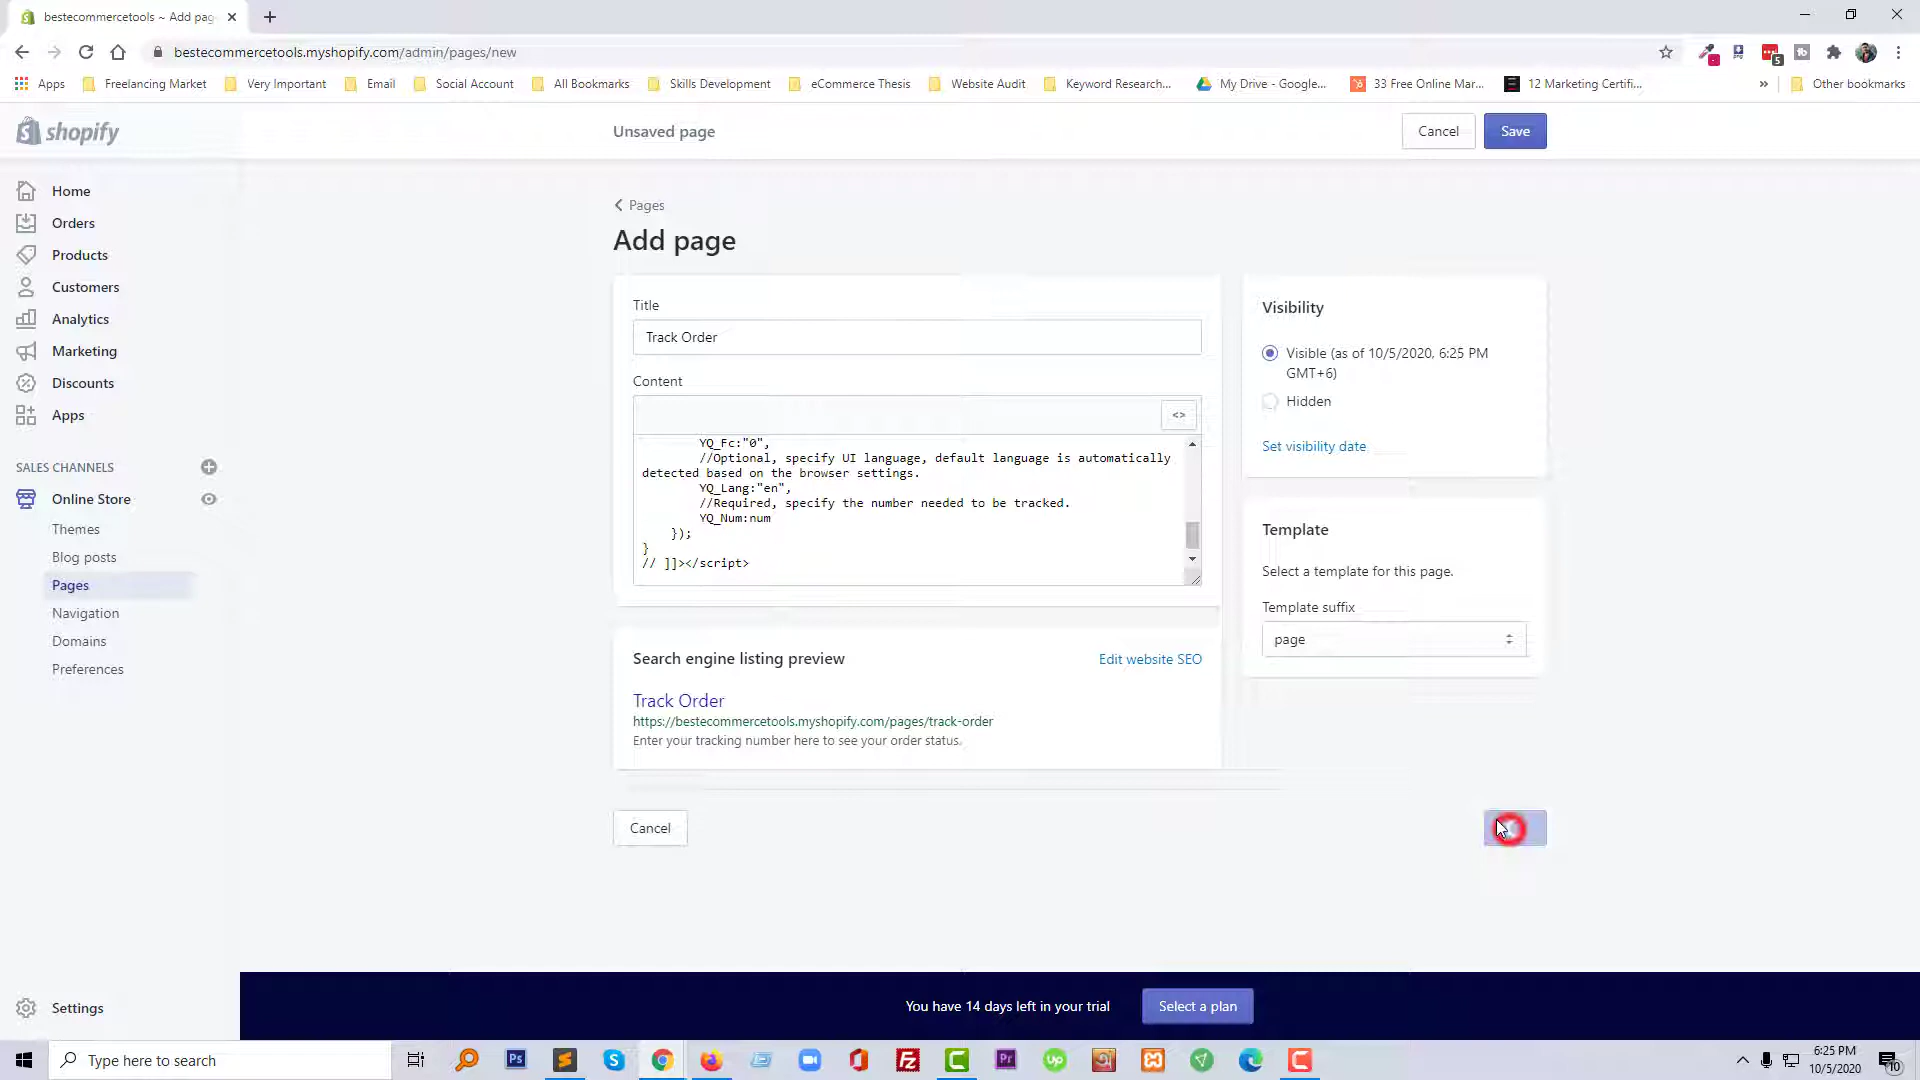 bestecommercetools ~ Add pag
bestecommercetools.myshopify.com/admin/pages/new
5
Apps
Freelancing Market
Very Important
Email
Social Account
All Bookmarks
Skills Development
eCommerce Thesis
Website Audit
Keyword Research...
My Drive - Google...
33 Free Online Mar...
12 Marketing Certifi...
»
Other bookmarks
shopify
Unsaved page
Cancel
Save
Home
Orders
Products
Customers
Analytics
Marketing
Discounts
Apps
SALES CHANNELS
Online Store
Themes
Blog posts
Pages
Navigation
Domains
Preferences
Settings
Pages
Add page
Title
Track Order
Content
<>
YQ_Fc:"0",
//Optional, specify UI language, default language is automatically
detected based on the browser settings.
YQ_Lang:"en",
//Required, specify the number needed to be tracked.
YQ_Num:num
});
}
// ]]></script>
Search engine listing preview
Edit website SEO
Track Order
https://bestecommercetools.myshopify.com/pages/track-order
Enter your tracking number here to see your order status.
Visibility
Visible (as of 10/5/2020, 6:25 PM
GMT+6)
Hidden
Set visibility date
Template
Select a template for this page.
Template suffix
page
Cancel
You have 14 days left in your trial
Select a plan
Type here to search
Ps
S
Fz
C
Pr
up
C
6:25 PM
10/5/2020
10